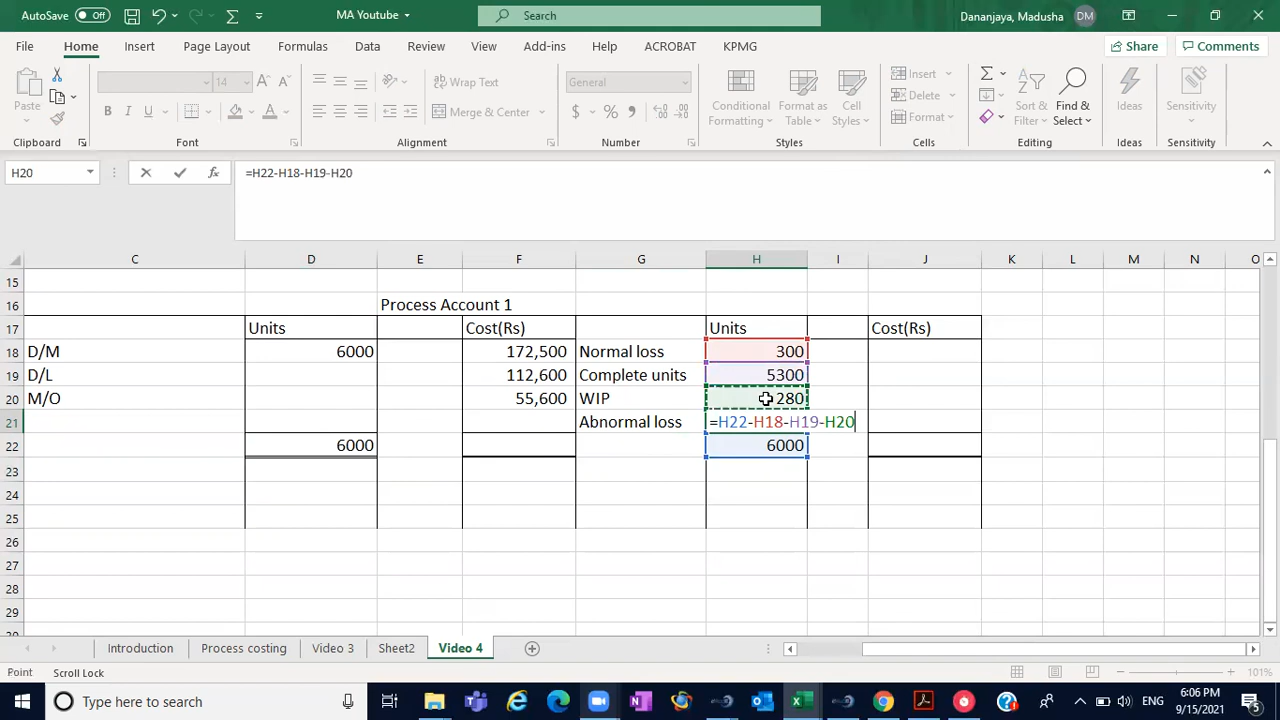 AutoSave Off
MA Youtube
Search
Dananjaya, Madusha DM
File Home Insert Page Layout Formulas Data Review View Add-ins Help ACROBAT KPMG Share Comments
Paste
14
B I U
Wrap Text
Merge & Center
General
$ % ,
Conditional Formatting
Format as Table
Cell Styles
Insert
Delete
Format
Sort & Filter
Find & Select
Ideas
Sensitivity
Clipboard Font Alignment Number Styles Cells Editing Ideas Sensitivity
H20 fx =H22-H18-H19-H20
C D E F G H I J K L M N O
15
16 Process Account 1
17 Units Cost(Rs) Units Cost(Rs)
18 D/M 6000 172,500 Normal loss 300
19 D/L 112,600 Complete units 5300
20 M/O 55,600 WIP 280
21 Abnormal loss =H22-H18-H19-H20
22 6000 6000
23
24
25
26
27
28
29
Introduction Process costing Video 3 Sheet2 Video 4
Point Scroll Lock 101%
Type here to search
ENG
6:06 PM
9/15/2021
5